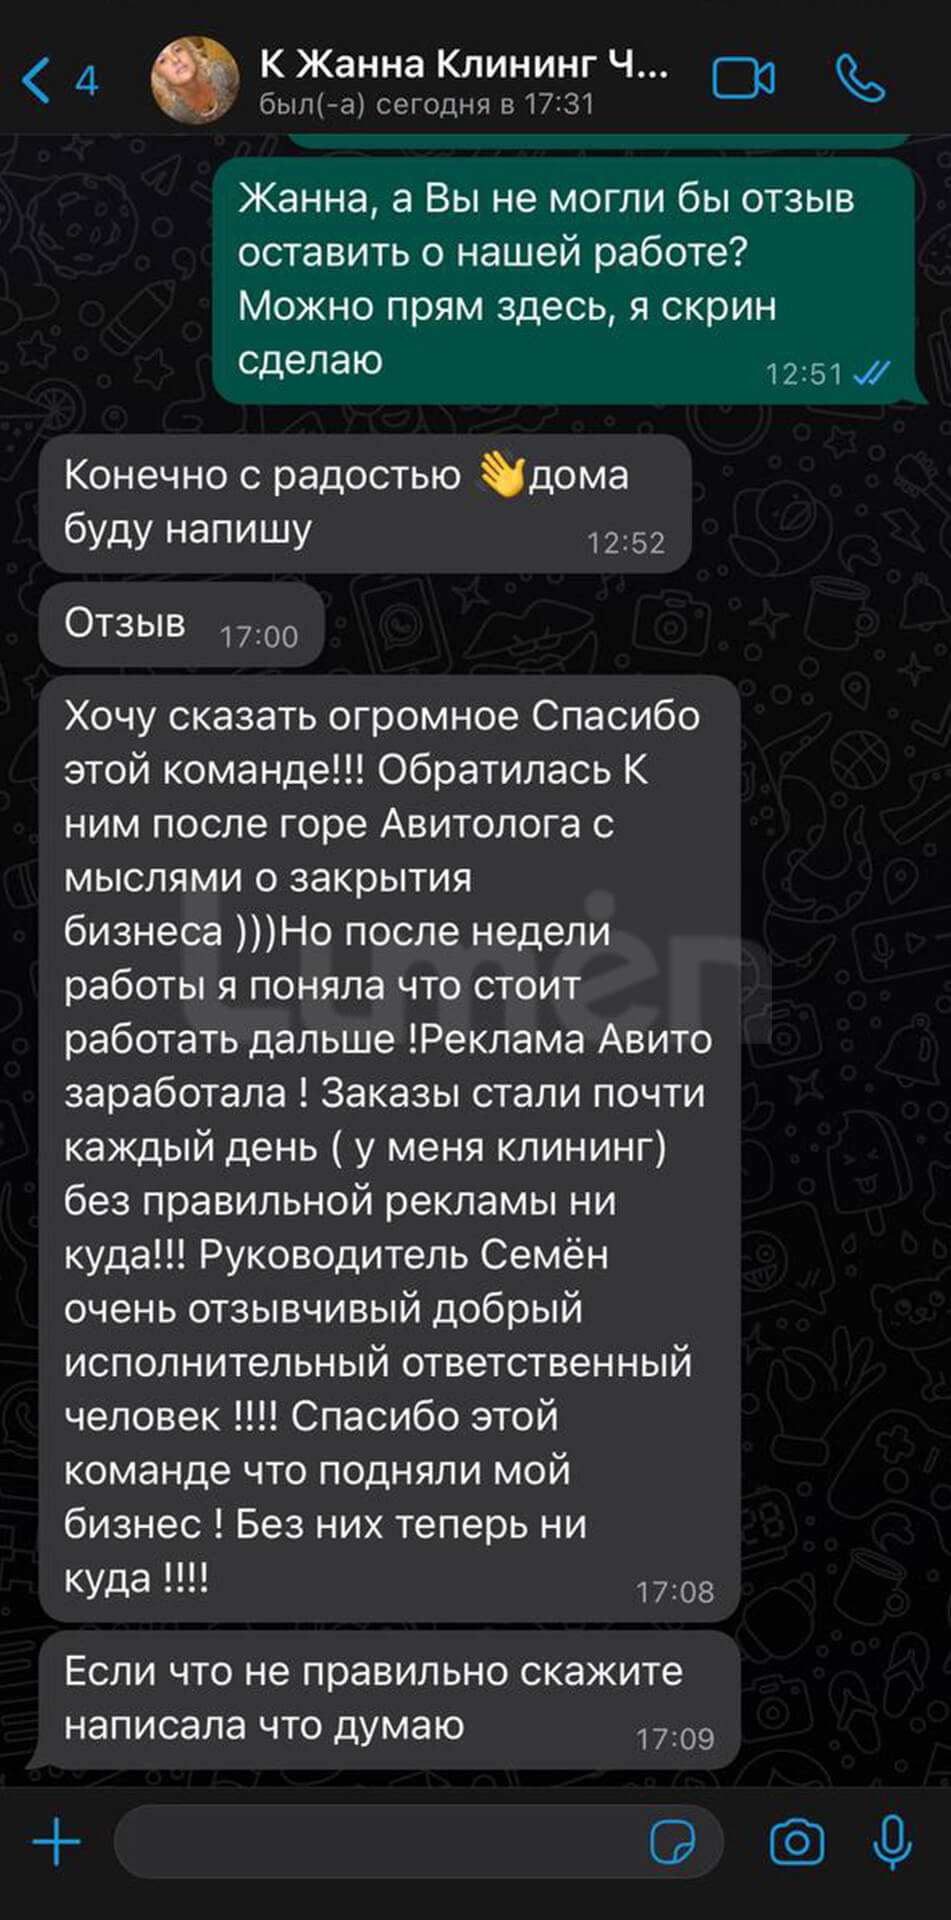 4
К Жанна Клининг Ч...
был(-а) сегодня в 17:31
Жанна, а Вы не могли бы отзыв
оставить о нашей работе?
Можно прям здесь, я скрин
сделаю
12:51
Конечно с радостью 👋дома
буду напишу
12:52
Отзыв
17:00
Хочу сказать огромное Спасибо
этой команде!!! Обратилась К
ним после горе Авитолога с
мыслями о закрытия
бизнеса )))Но после недели
работы я поняла что стоит
работать дальше !Реклама Авито
заработала ! Заказы стали почти
каждый день ( у меня клининг)
без правильной рекламы ни
куда!!! Руководитель Семён
очень отзывчивый добрый
исполнительный ответственный
человек !!!! Спасибо этой
команде что подняли мой
бизнес ! Без них теперь ни
куда !!!!
17:08
Lumen
Если что не правильно скажите
написала что думаю
17:09